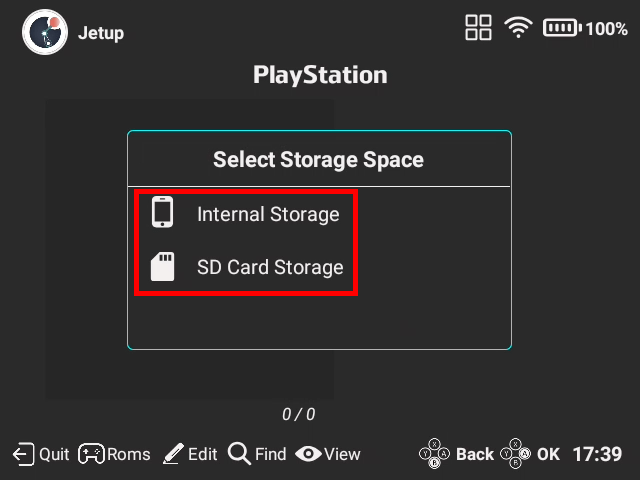 Jetup
100%
PlayStation
Select Storage Space
Internal Storage
SD Card Storage
0 / 0
Quit Roms Edit Find View X Y A B Back X Y A B OK 17:39